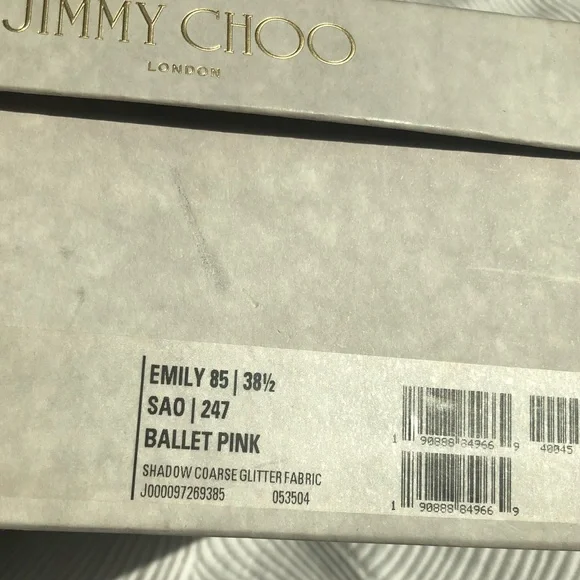 JIMMY CHOO
LONDON
EMILY 85 | 38½
SAO | 247
BALLET PINK
SHADOW COARSE GLITTER FABRIC
J000097269385 053504
1 90888 84966 9
40045
1 90888 84966 9